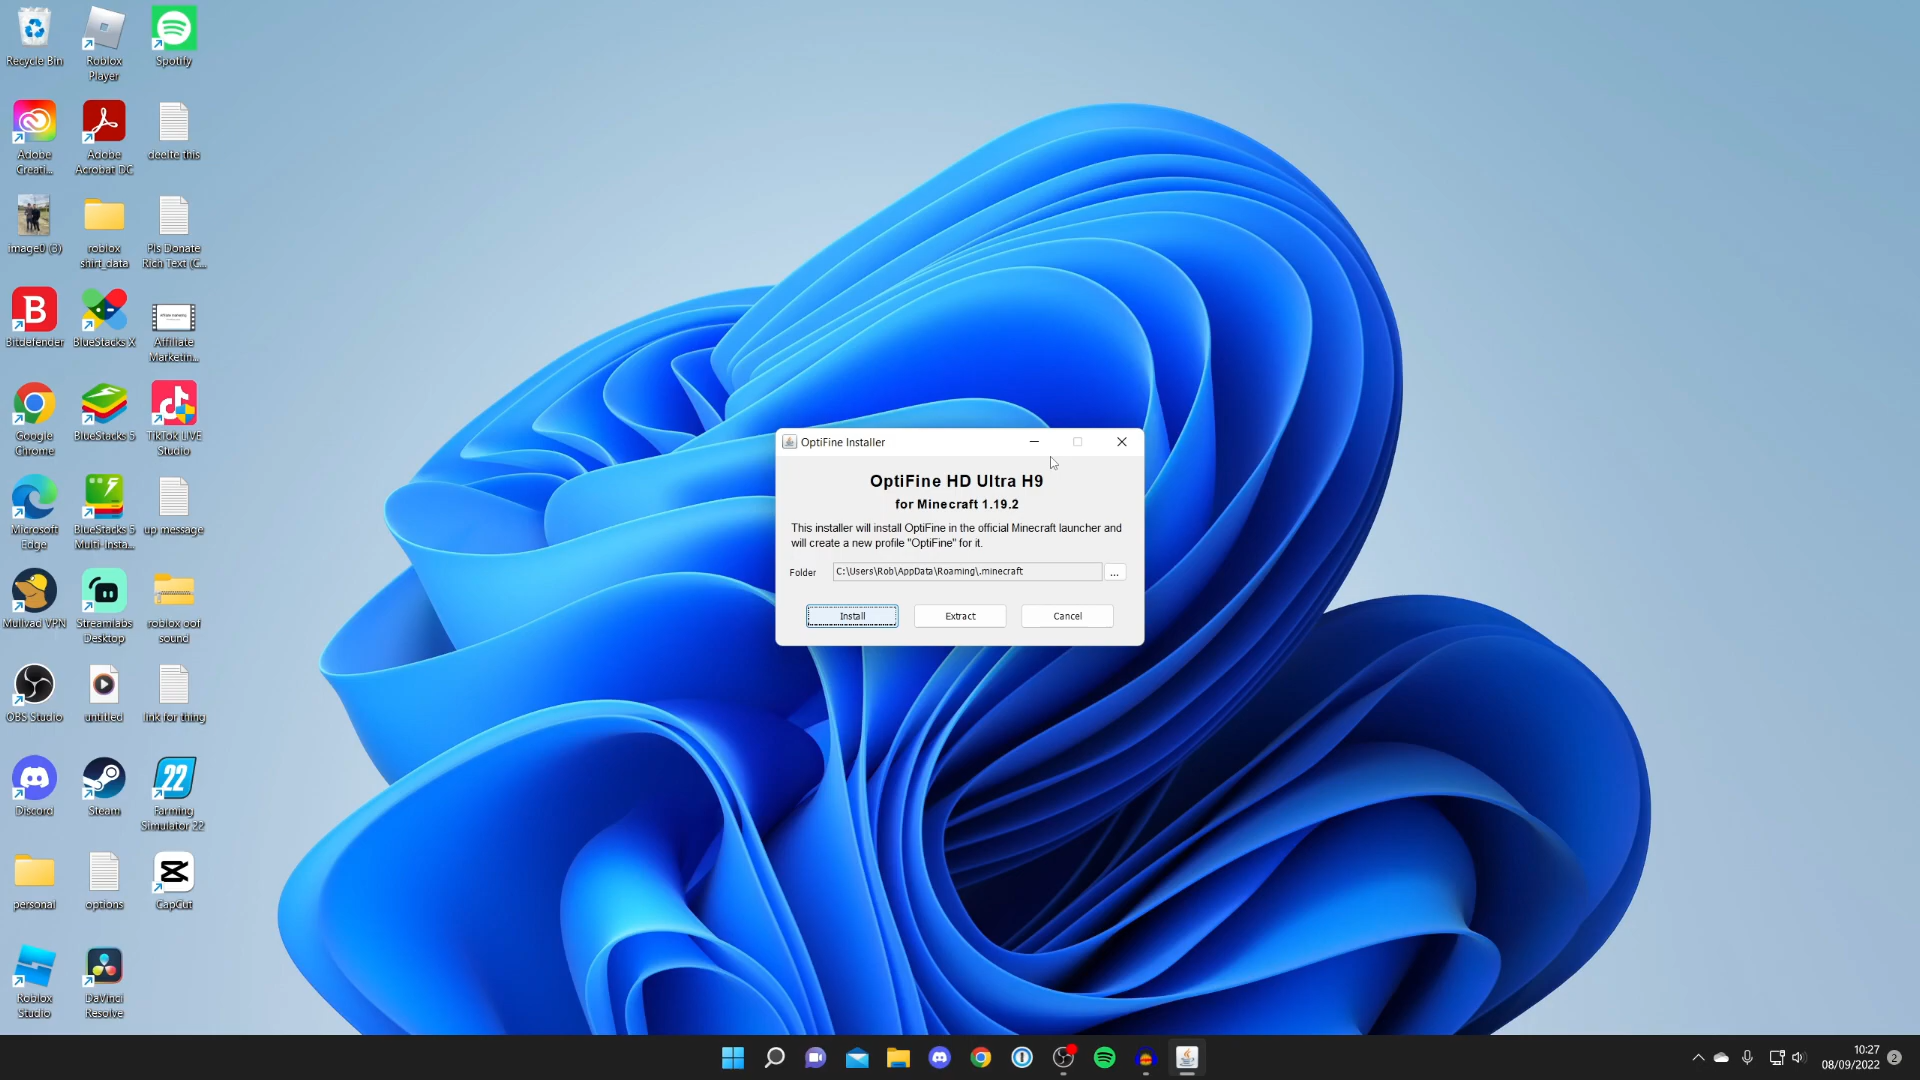 Recycle Bin
Roblox
Player
Spotify
Adobe
Creati...
Adobe
Acrobat DC
deelte this
image0 (3)
roblox
shirt_data
Pls Donate
Rich Text (C...
Bitdefender
BlueStacks X
Affiliate
Marketin...
Google
Chrome
BlueStacks 5
TikTok LIVE
Studio
Microsoft
Edge
BlueStacks 5
Multi-Insta...
up message
Mullvad VPN
Streamlabs
Desktop
roblox oof
sound
OBS Studio
untitled
link for thing
Discord
Steam
22
Farming
Simulator 22
personal
options
CapCut
Roblox
Studio
DaVinci
Resolve
OptiFine Installer
OptiFine HD Ultra H9
for Minecraft 1.19.2
This installer will install OptiFine in the official Minecraft launcher and
will create a new profile "OptiFine" for it.
Folder
C:\Users\Rob\AppData\Roaming\.minecraft
...
Install
Extract
Cancel
10:27
08/09/2022
2